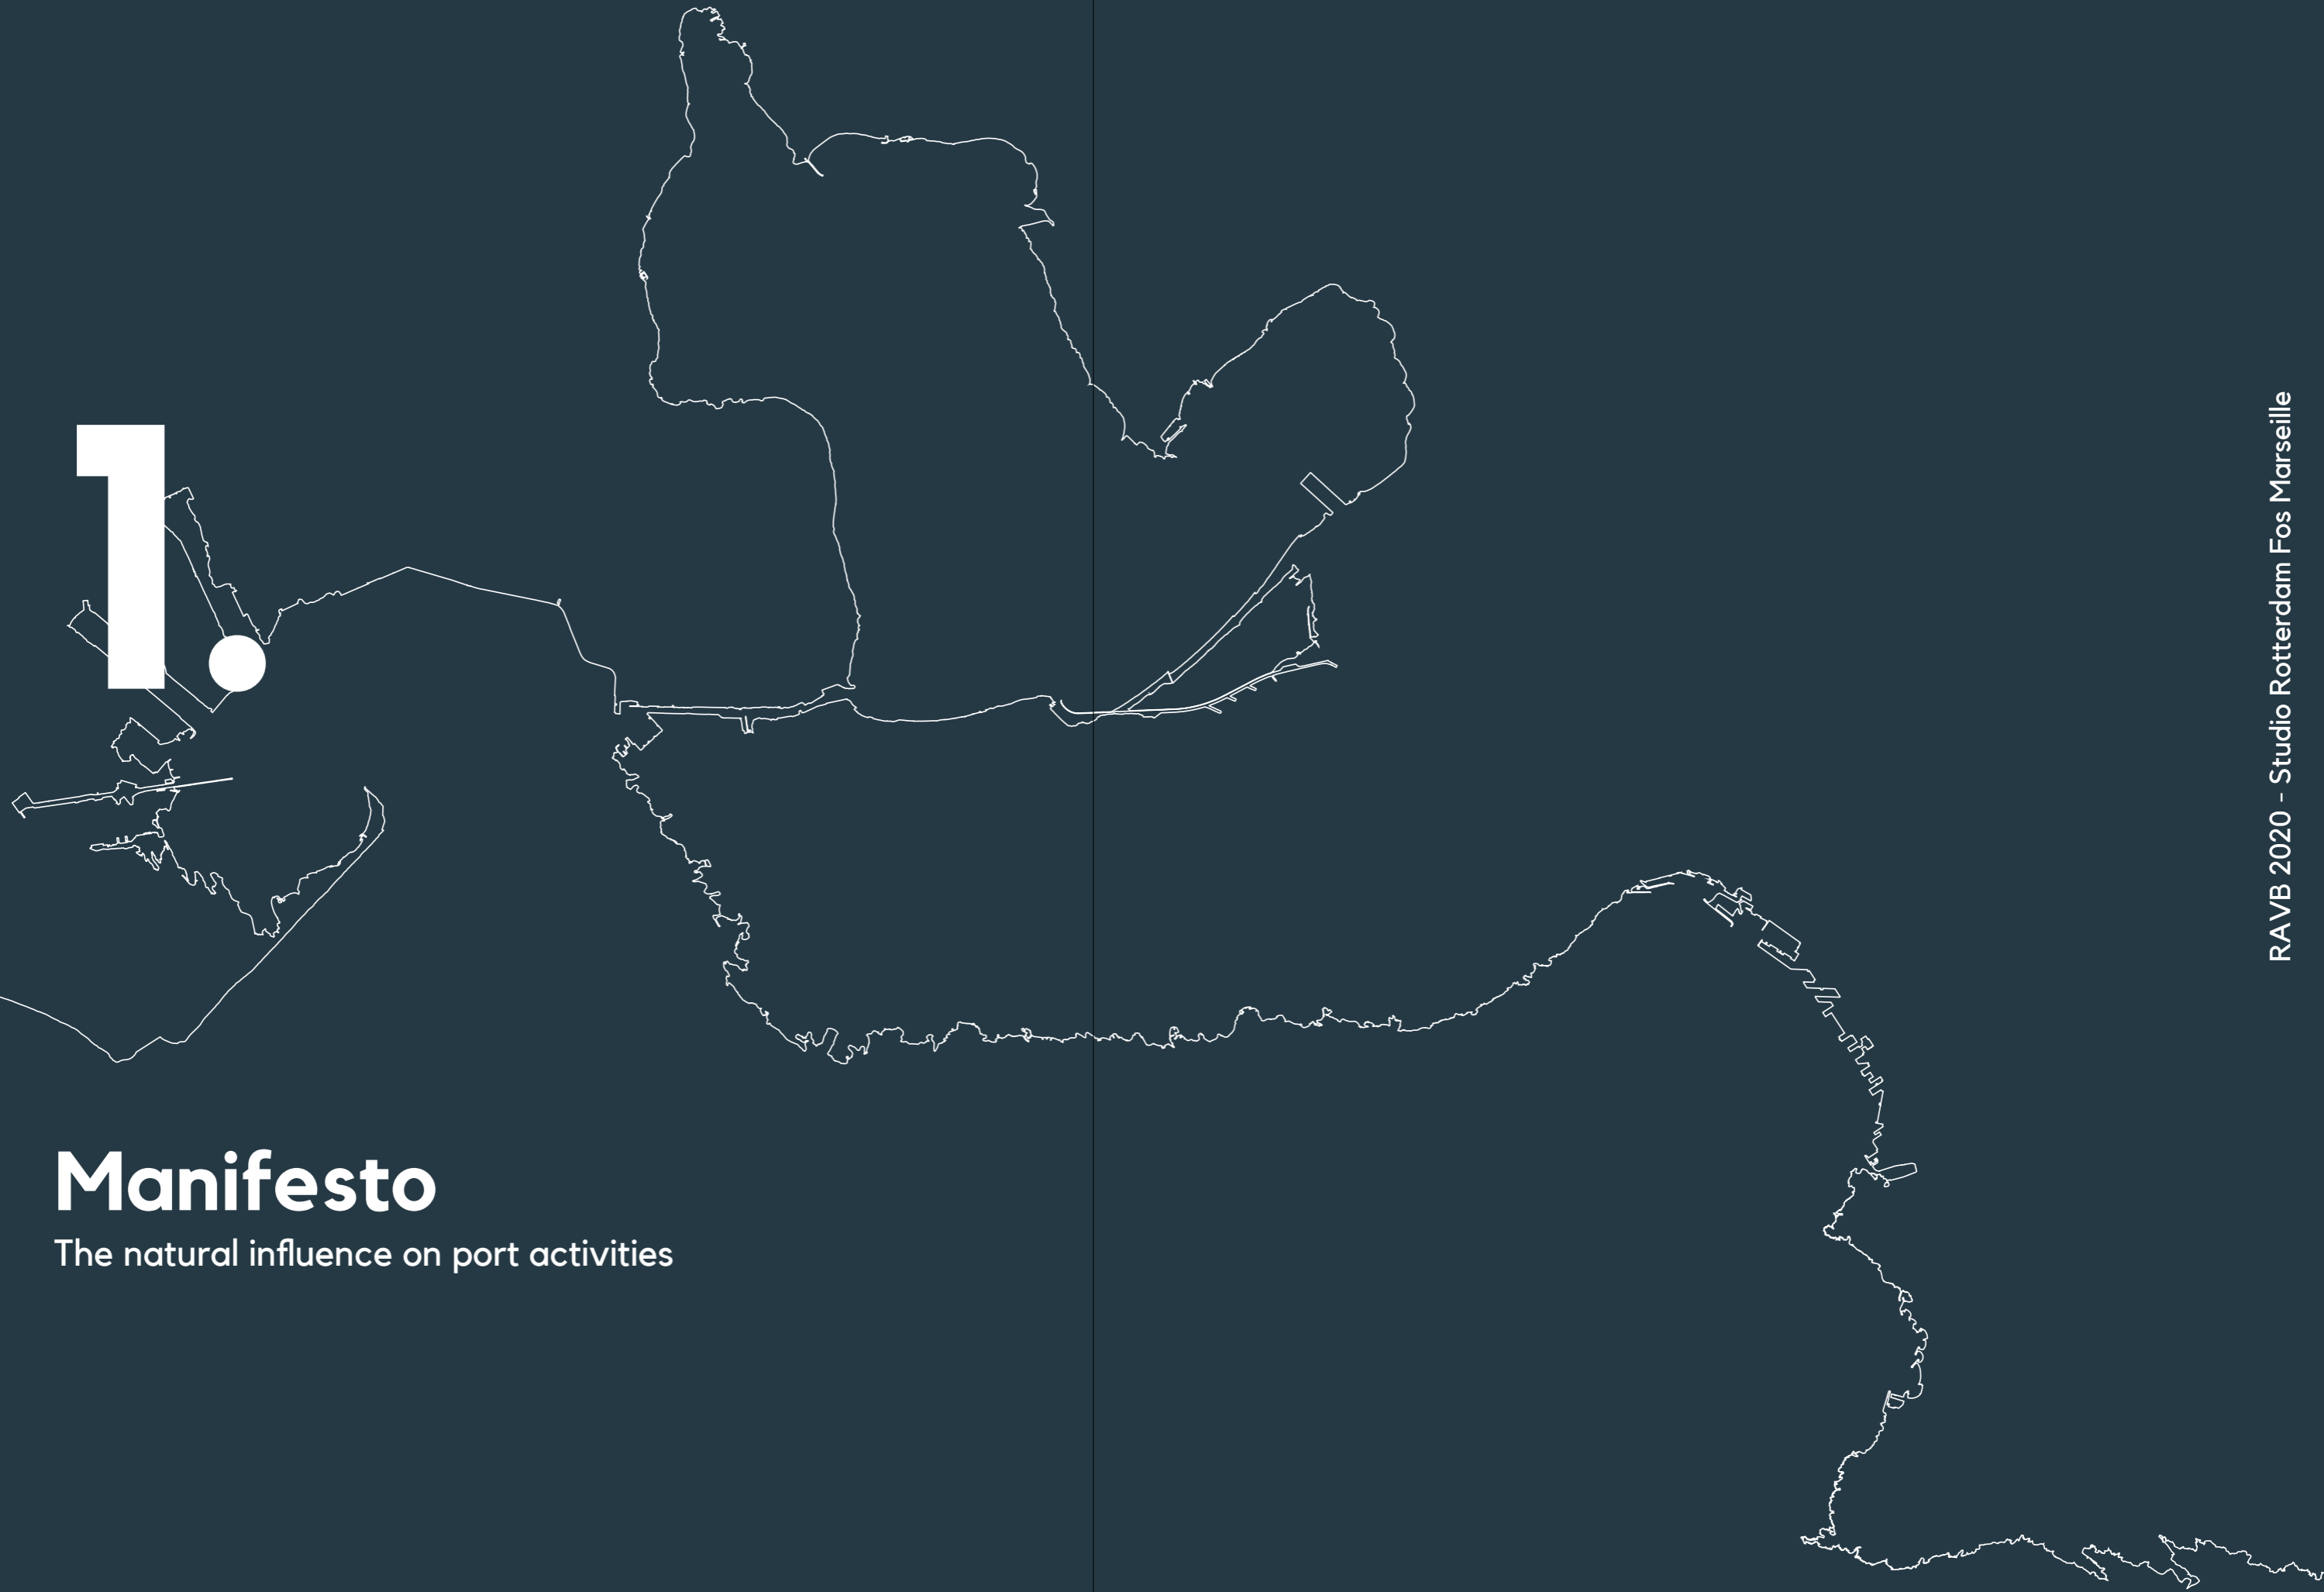 1.
Manifesto
The natural influence on port activities
RAVB 2020 - Studio Rotterdam Fos Marseille